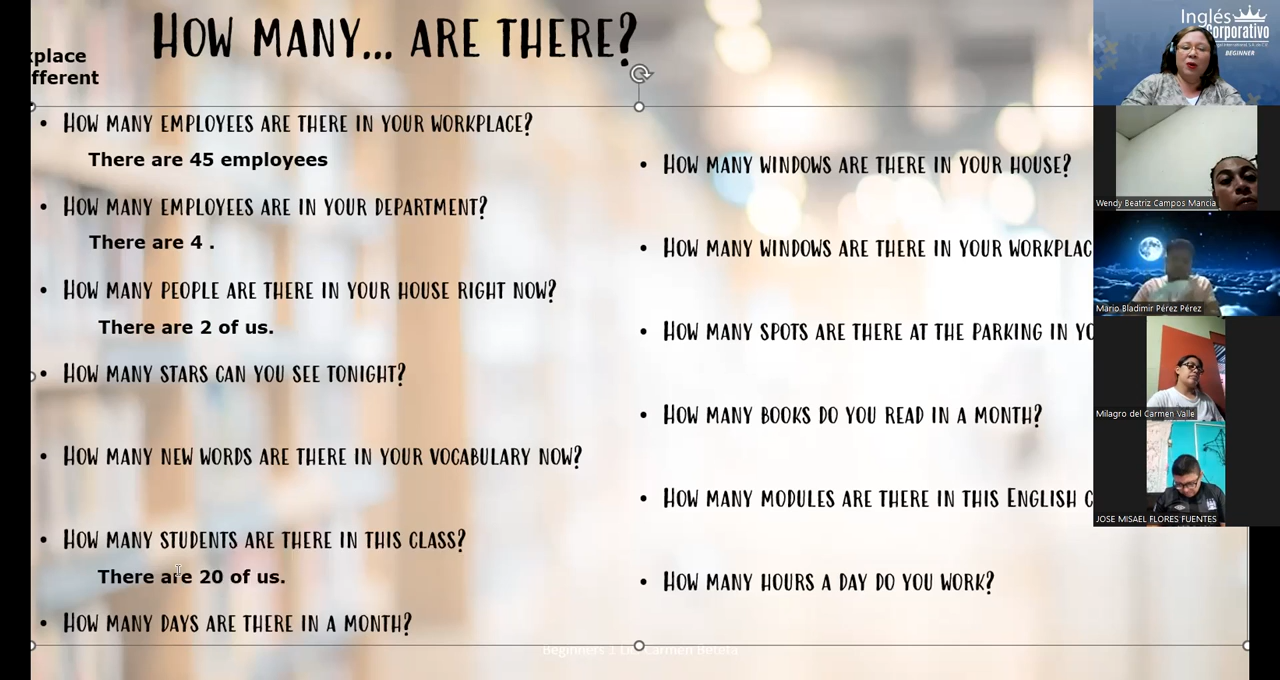 How many... are there?
xplace
fferent
How many employees are there in your workplace?
There are 45 employees
How many employees are in your department?
There are 4 .
How many people are there in your house right now?
There are 2 of us.
How many stars can you see tonight?
How many new words are there in your vocabulary now?
How many students are there in this class?
There are 20 of us.
How many days are there in a month?
How many windows are there in your house?
How many windows are there in your workplac
How many spots are there at the parking in yo
How many books do you read in a month?
How many modules are there in this English c
How many hours a day do you work?
Inglés
Corporativo
BEGINNER
Wendy Beatriz Campos Mancia
Mario Bladimir Pérez Pérez
Milagro del Carmen Valle
JOSE MISAEL FLORES FUENTES